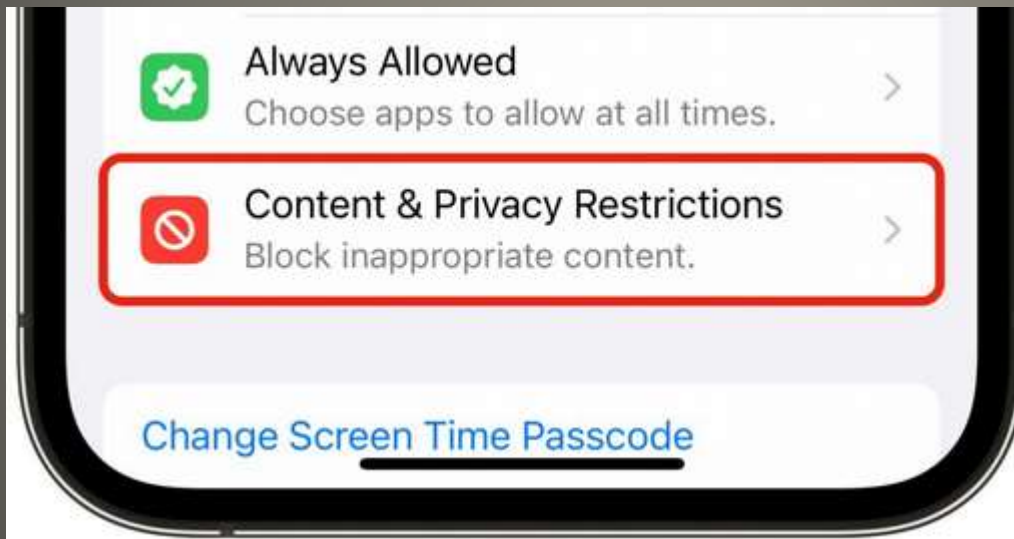 Always Allowed
Choose apps to allow at all times.
Content & Privacy Restrictions
Block inappropriate content.
Change Screen Time Passcode